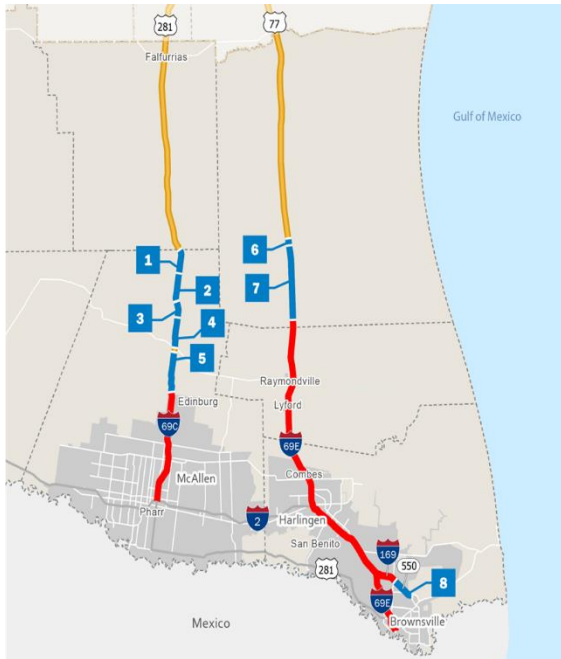 281
77
Falfurrias
Gulf of Mexico
6
1
7
2
3
4
5
Raymondville
Edinburg
Lyford
69C
69E
McAllen
Combes
Pharr
2
Harlingen
San Benito
169
281
550
8
69E
Brownsville
Mexico